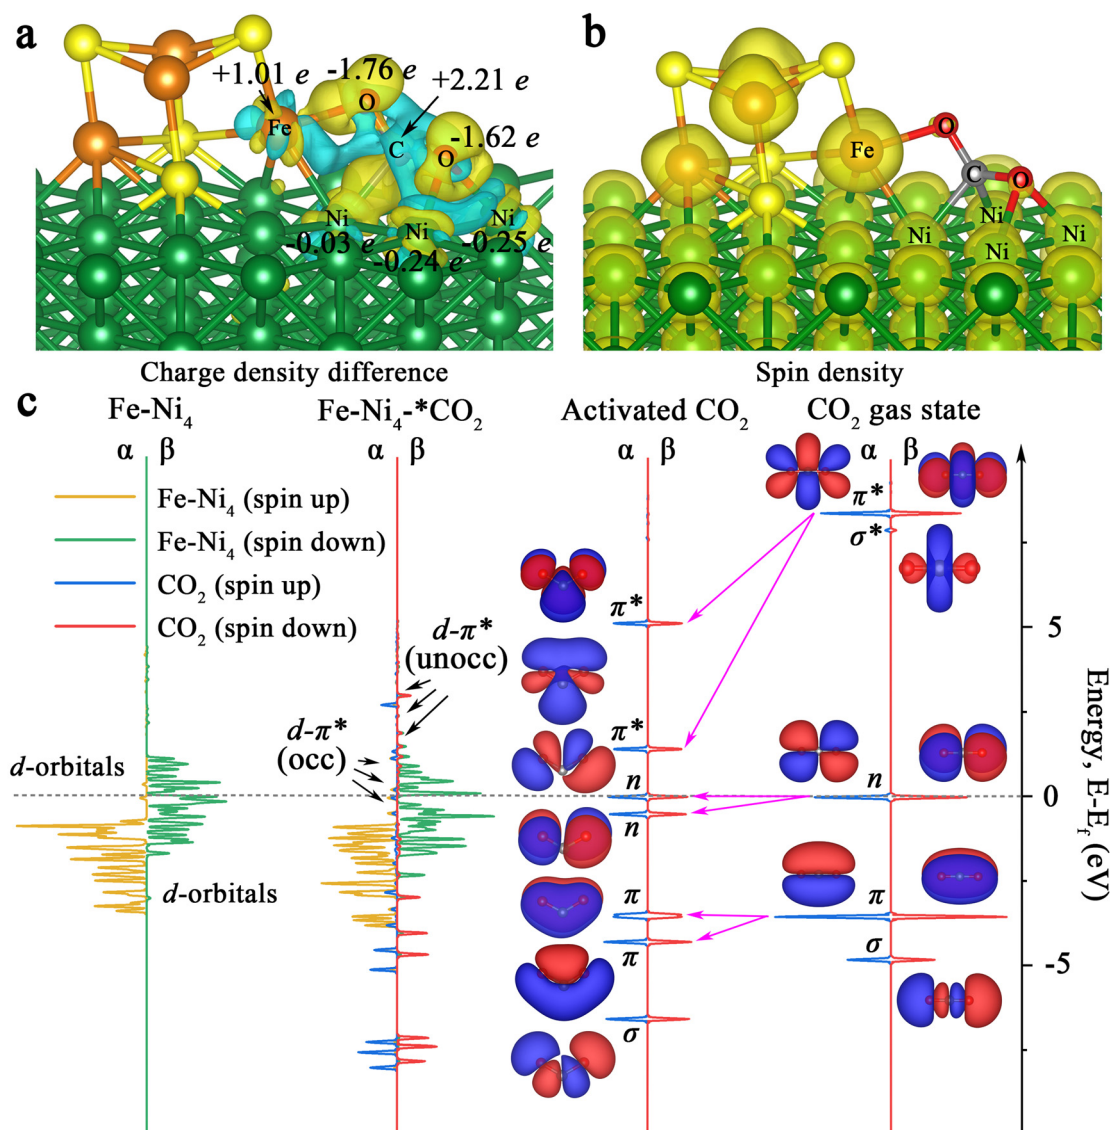 a
+1.01 e
-1.76 e
+2.21 e
O
Fe
-1.62 e
C
O
Ni
Ni
Ni
-0.03 e
-0.24 e
-0.25 e
Charge density difference
b
Fe
O
C
O
Ni
Ni
Ni
Ni
Spin density
c
Fe-Ni₄
Fe-Ni₄-*CO₂
Activated CO₂
CO₂ gas state
α β
α β
α β
α β
Fe-Ni₄ (spin up)
Fe-Ni₄ (spin down)
CO₂ (spin up)
CO₂ (spin down)
d-orbitals
d-orbitals
d-π*
(unocc)
d-π*
(occ)
π*
π*
n
n
π
π
σ
π*
σ*
n
π
σ
5
0
-5
Energy, E-E_f (eV)